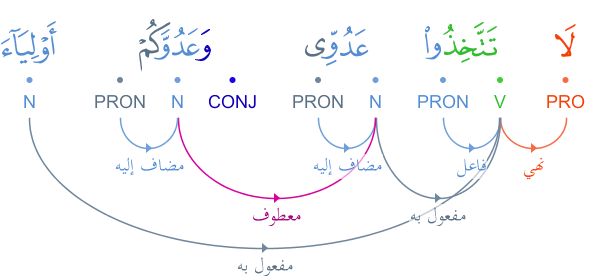 لَا تَتَّخِذُوا۟ عَدُوِّى وَعَدُوَّكُمْ أَوْلِيَآءَ
PRO V PRON N PRON CONJ N PRON N
نهي فاعل مضاف إليه مضاف إليه
مفعول به معطوف
مفعول به